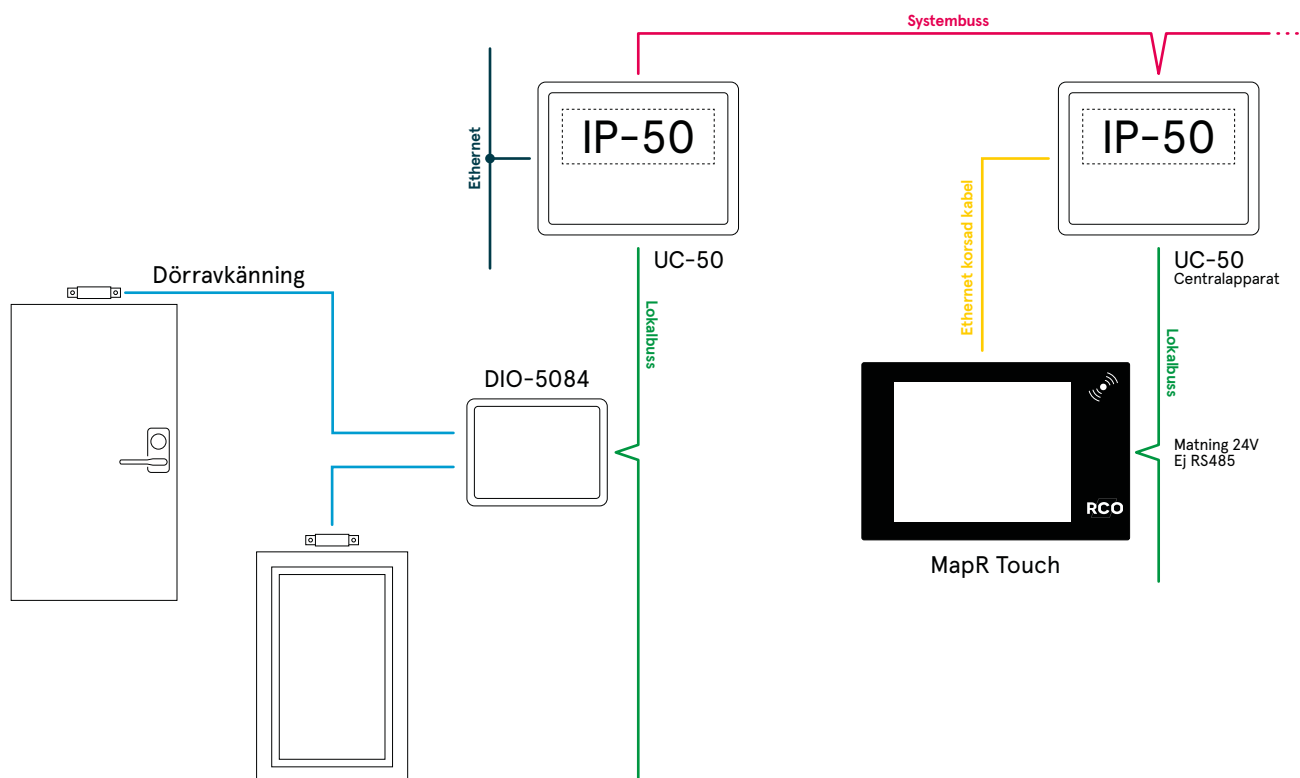 Systembuss
IP-50
IP-50
Ethernet
Ethernet korsad kabel
UC-50
UC-50
Centralapparat
Dörravkänning
Lokalbuss
Lokalbuss
DIO-5084
Matning 24V
Ej RS485
RCO
MapR Touch